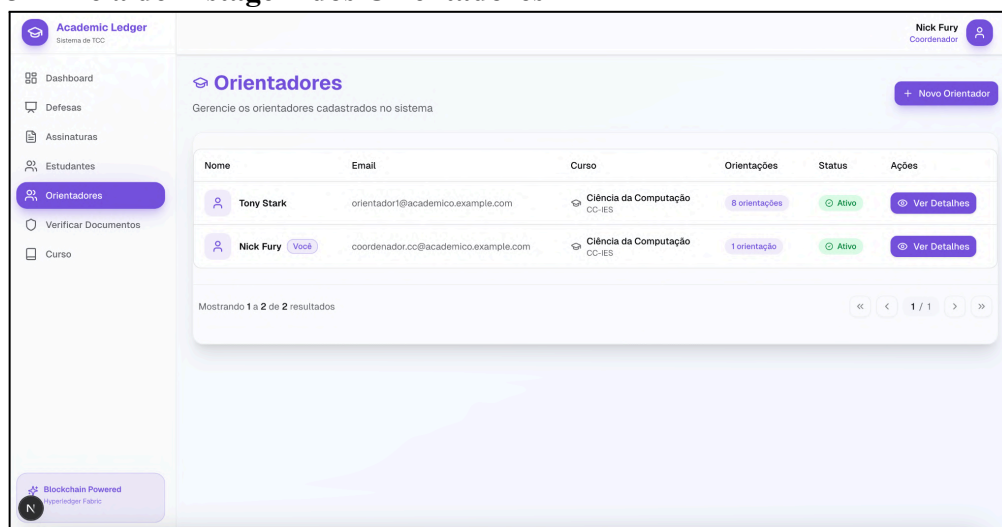 Academic Ledger
Sistema de TCC
Nick Fury
Coordenador
Dashboard
Defesas
Assinaturas
Estudantes
Orientadores
Verificar Documentos
Curso
Orientadores
Gerencie os orientadores cadastrados no sistema
+ Novo Orientador
Nome Email Curso Orientações Status Ações
Tony Stark orientador1@academico.example.com Ciência da Computação 8 orientações Ativo Ver Detalhes
CC-IES
Nick Fury Você coordenador.cc@academico.example.com Ciência da Computação 1 orientação Ativo Ver Detalhes
CC-IES
Mostrando 1 a 2 de 2 resultados
« < 1 / 1 > »
Blockchain Powered
Hyperledger Fabric
N